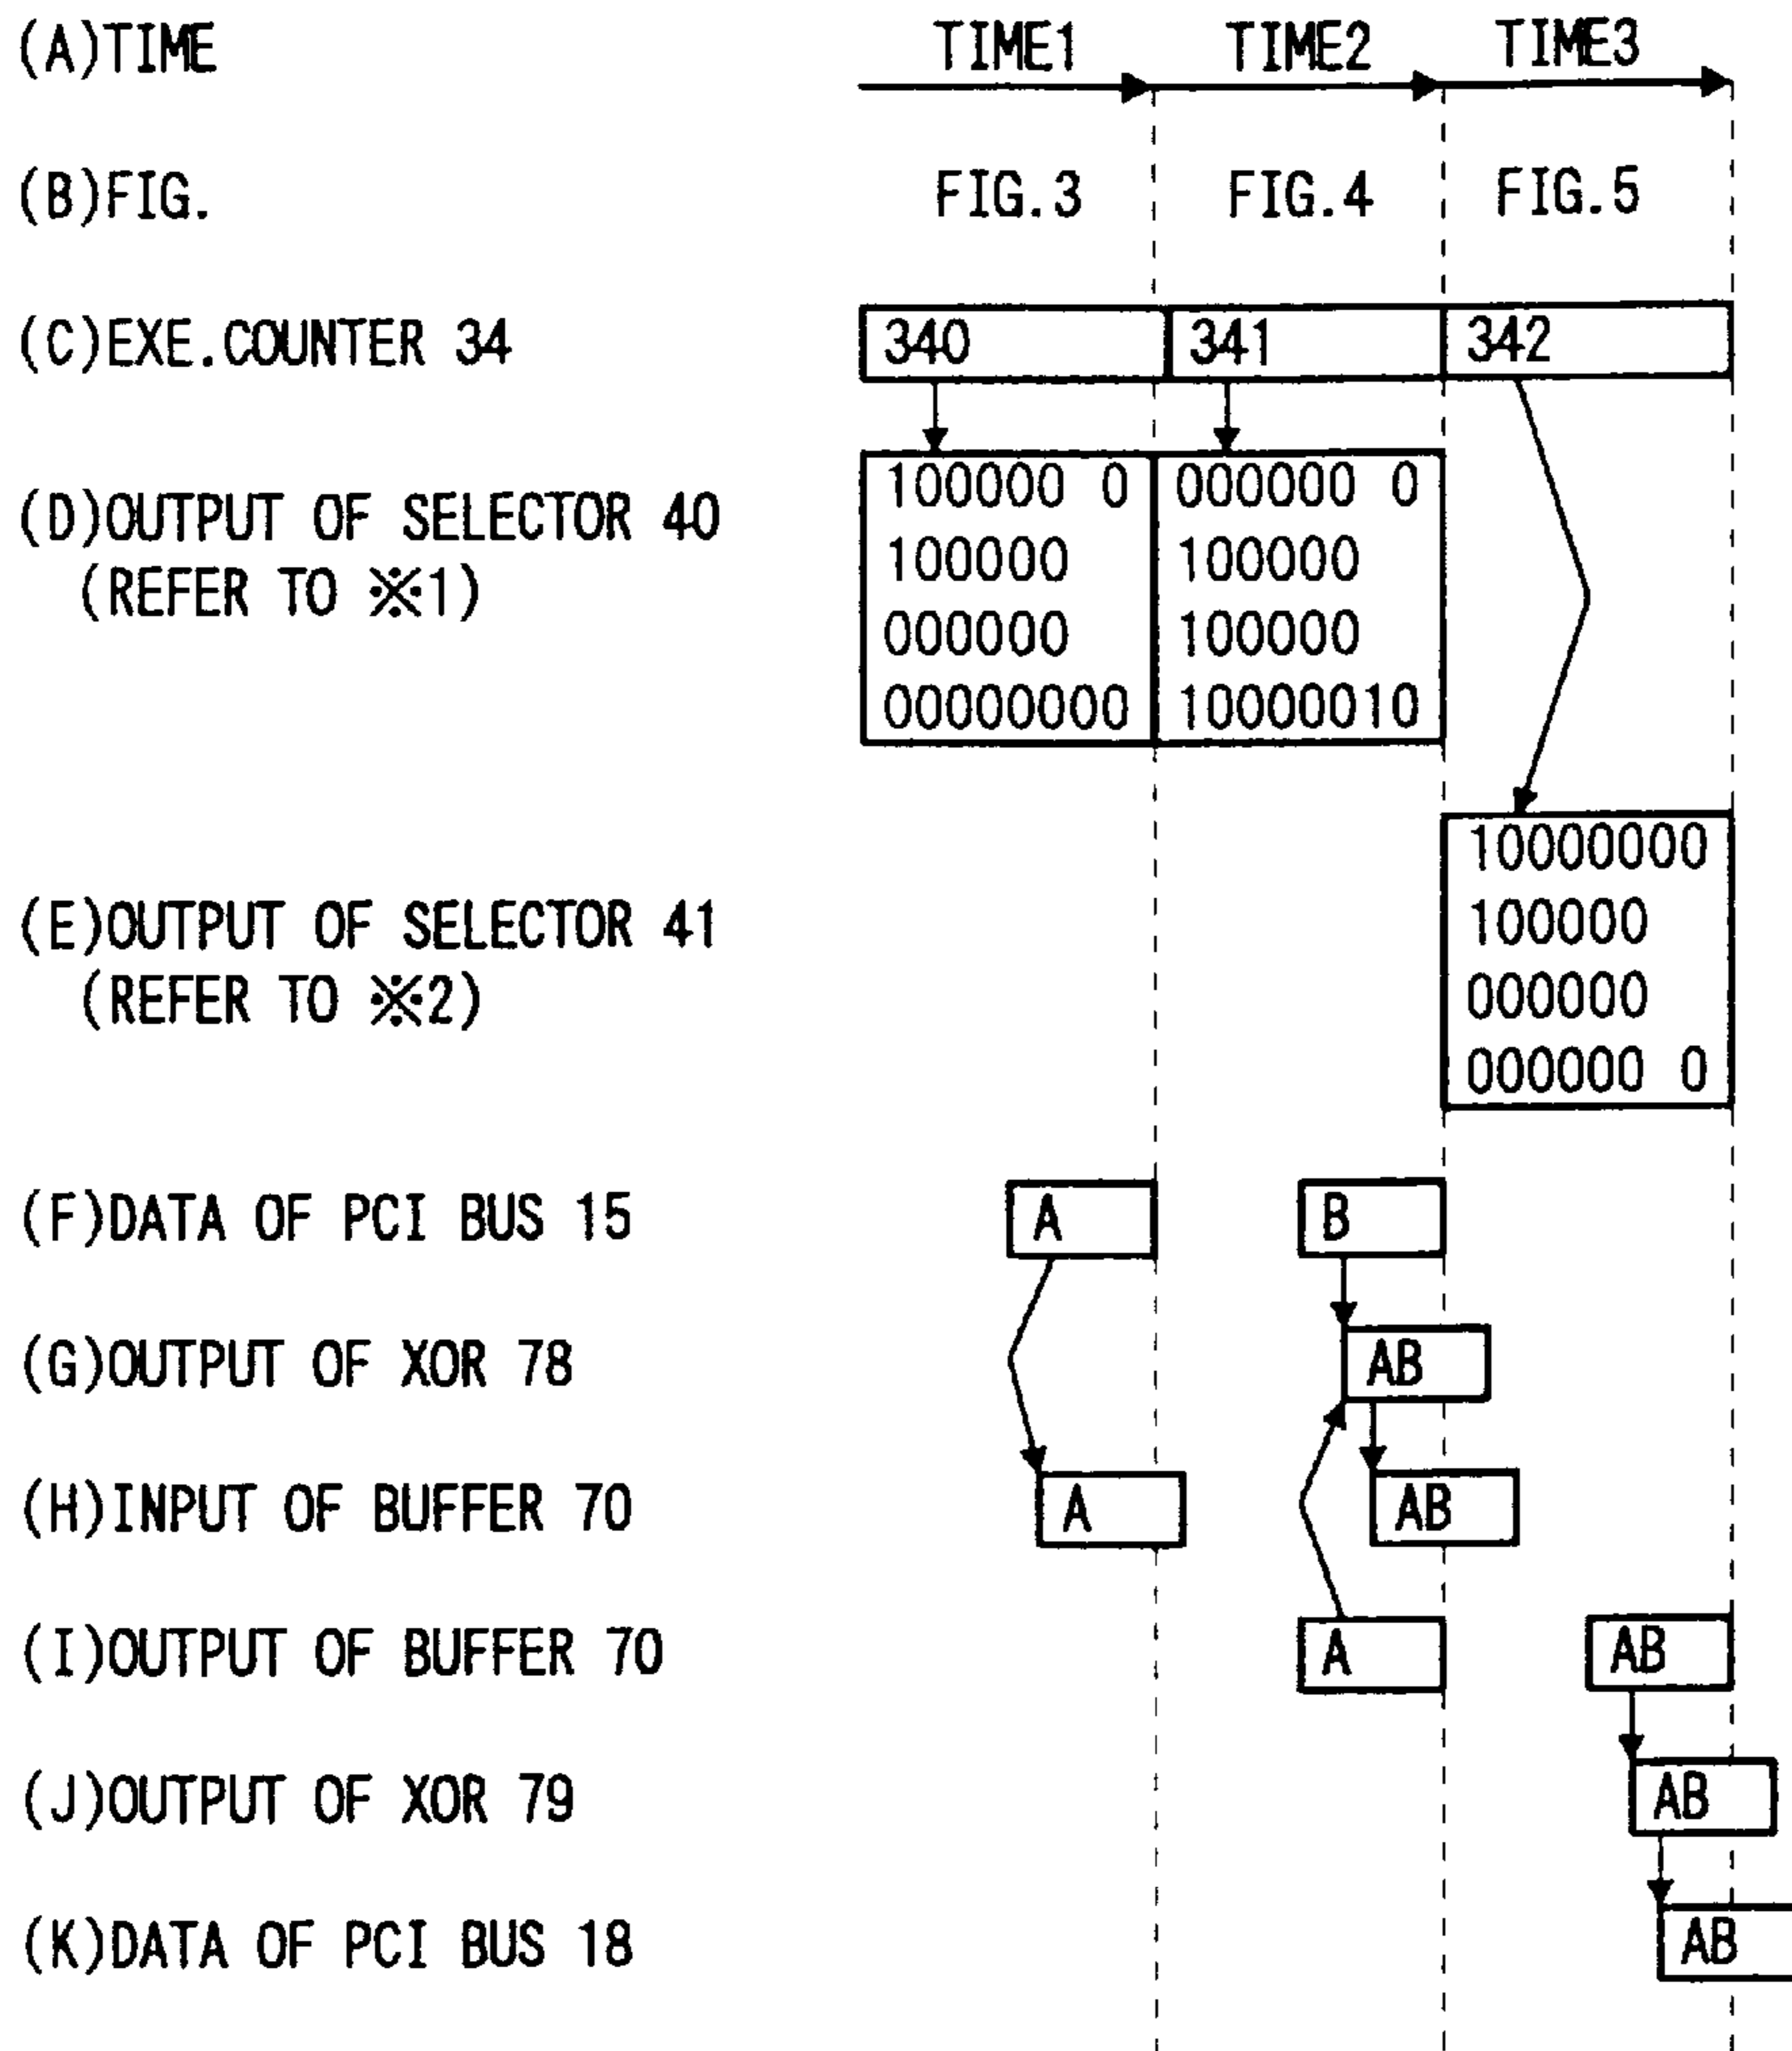 (A)TIME TIME1 TIME2 TIME3
(B)FIG. FIG.3 FIG.4 FIG.5
(C)EXE.COUNTER 34 340 341 342
(D)OUTPUT OF SELECTOR 40
(REFER TO ※1)
100000 0
100000
000000
00000000
000000 0
100000
100000
10000010
(E)OUTPUT OF SELECTOR 41
(REFER TO ※2)
10000000
100000
000000
000000 0
(F)DATA OF PCI BUS 15 A B
(G)OUTPUT OF XOR 78 AB
(H)INPUT OF BUFFER 70 A AB
(I)OUTPUT OF BUFFER 70 A AB
(J)OUTPUT OF XOR 79 AB
(K)DATA OF PCI BUS 18 AB